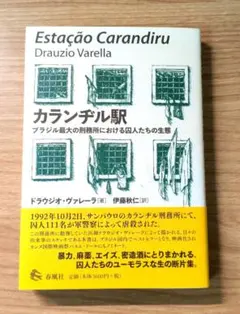 Estação Carandiru
Drauzio Varella
カランヂル駅
ブラジル最大の刑務所における囚人たちの生態
ドラウジオ・ヴァレーラ 著 伊藤秋仁 訳
1992年10月2日、サンパウロのカランヂル刑務所にて、
囚人111名が軍警察によって虐殺された。
春風社
暴力、麻薬、エイズ、密造酒にとりまかれる、
囚人たちのユーモラスな生の断片集。